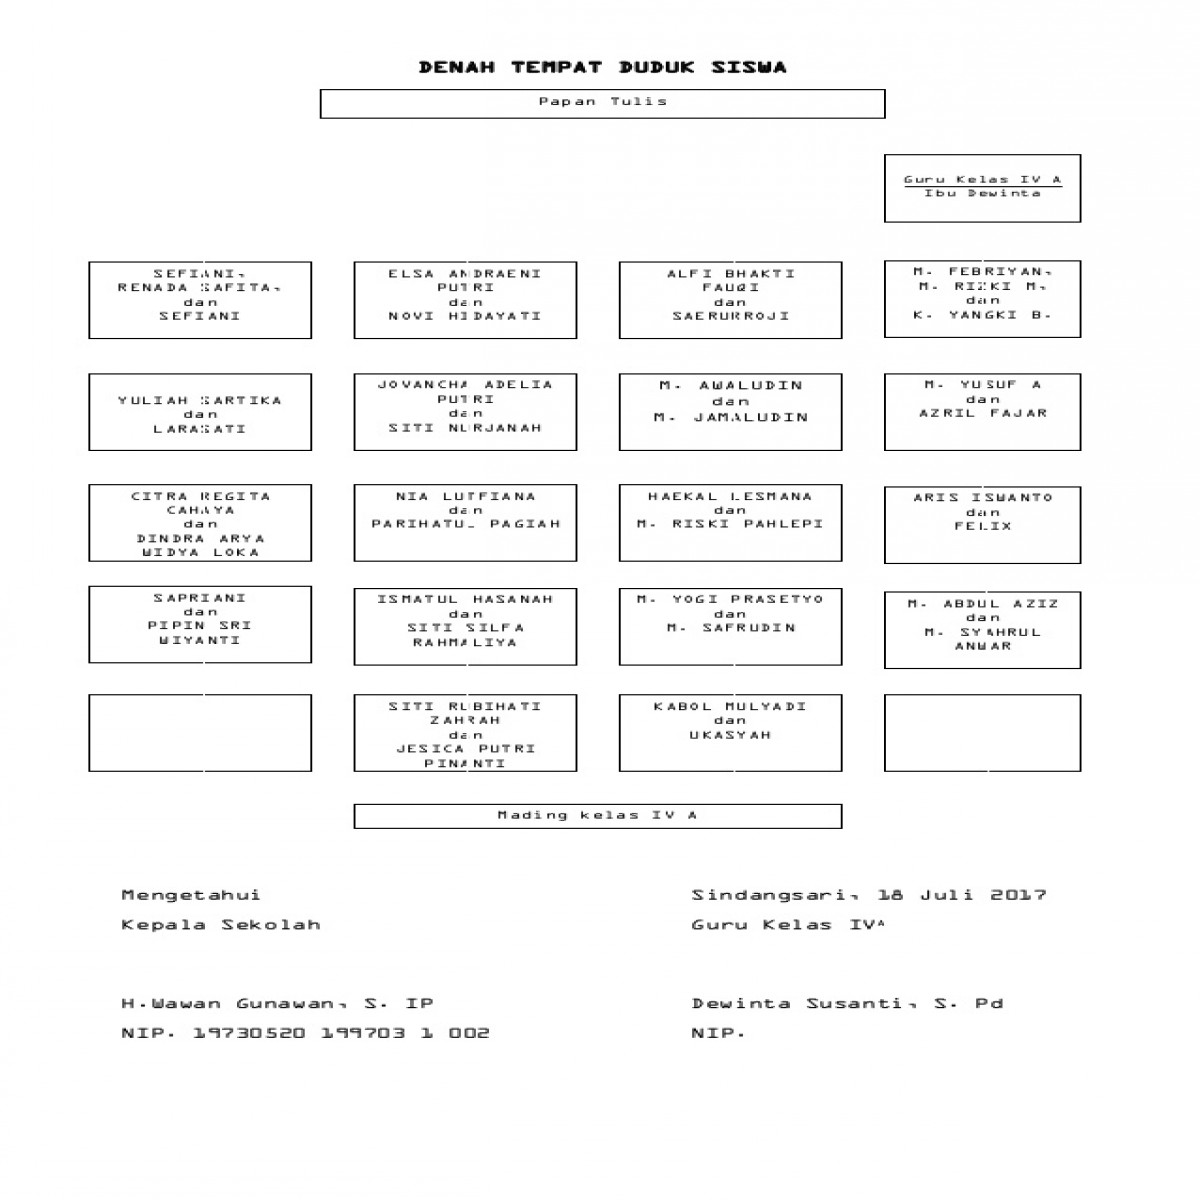 DENAH TEMPAT DUDUK SISWA
Papan Tulis
Guru Kelas IV A
Ibu Dewinta
SEFIANI,
RENADA SAFITA,
dan
SEFIANI
ELSA ANDRAENI
PUTRI
dan
NOVI HIDAYATI
ALFI BHAKTI
FAUQI
dan
SAERURROJI
M. FEBRIYAN,
M. RIZKI M,
dan
K. YANGKI B.
YULIAH SARTIKA
dan
LARASATI
JOVANCHA ADELIA
PUTRI
dan
SITI NURJANAH
M. AWALUDIN
dan
M. JAMALUDIN
M. YUSUF A
dan
AZRIL FAJAR
CITRA REGITA
CAHAYA
dan
DINDRA ARYA
WIDYA LOKA
NIA LUTFIANA
dan
PARIHATUL PAGIAH
HAEKAL LESMANA
dan
M. RISKI PAHLEPI
ARIS ISWANTO
dan
FELIX
SAPRIANI
dan
PIPIN SRI
WIYANTI
ISMATUL HASANAH
dan
SITI SILFA
RAHMALIYA
M. YOGI PRASETYO
dan
M. SAFRUDIN
M. ABDUL AZIZ
dan
M. SYAHRUL
ANWAR
SITI RUBIHATI
ZAHRAH
dan
JESICA PUTRI
PINANTI
KABOL MULYADI
dan
UKASYAH
Mading kelas IV A
Mengetahui
Kepala Sekolah
H.Wawan Gunawan, S. IP
NIP. 19730520 199703 1 002
Sindangsari, 18 Juli 2017
Guru Kelas IVA
Dewinta Susanti, S. Pd
NIP.